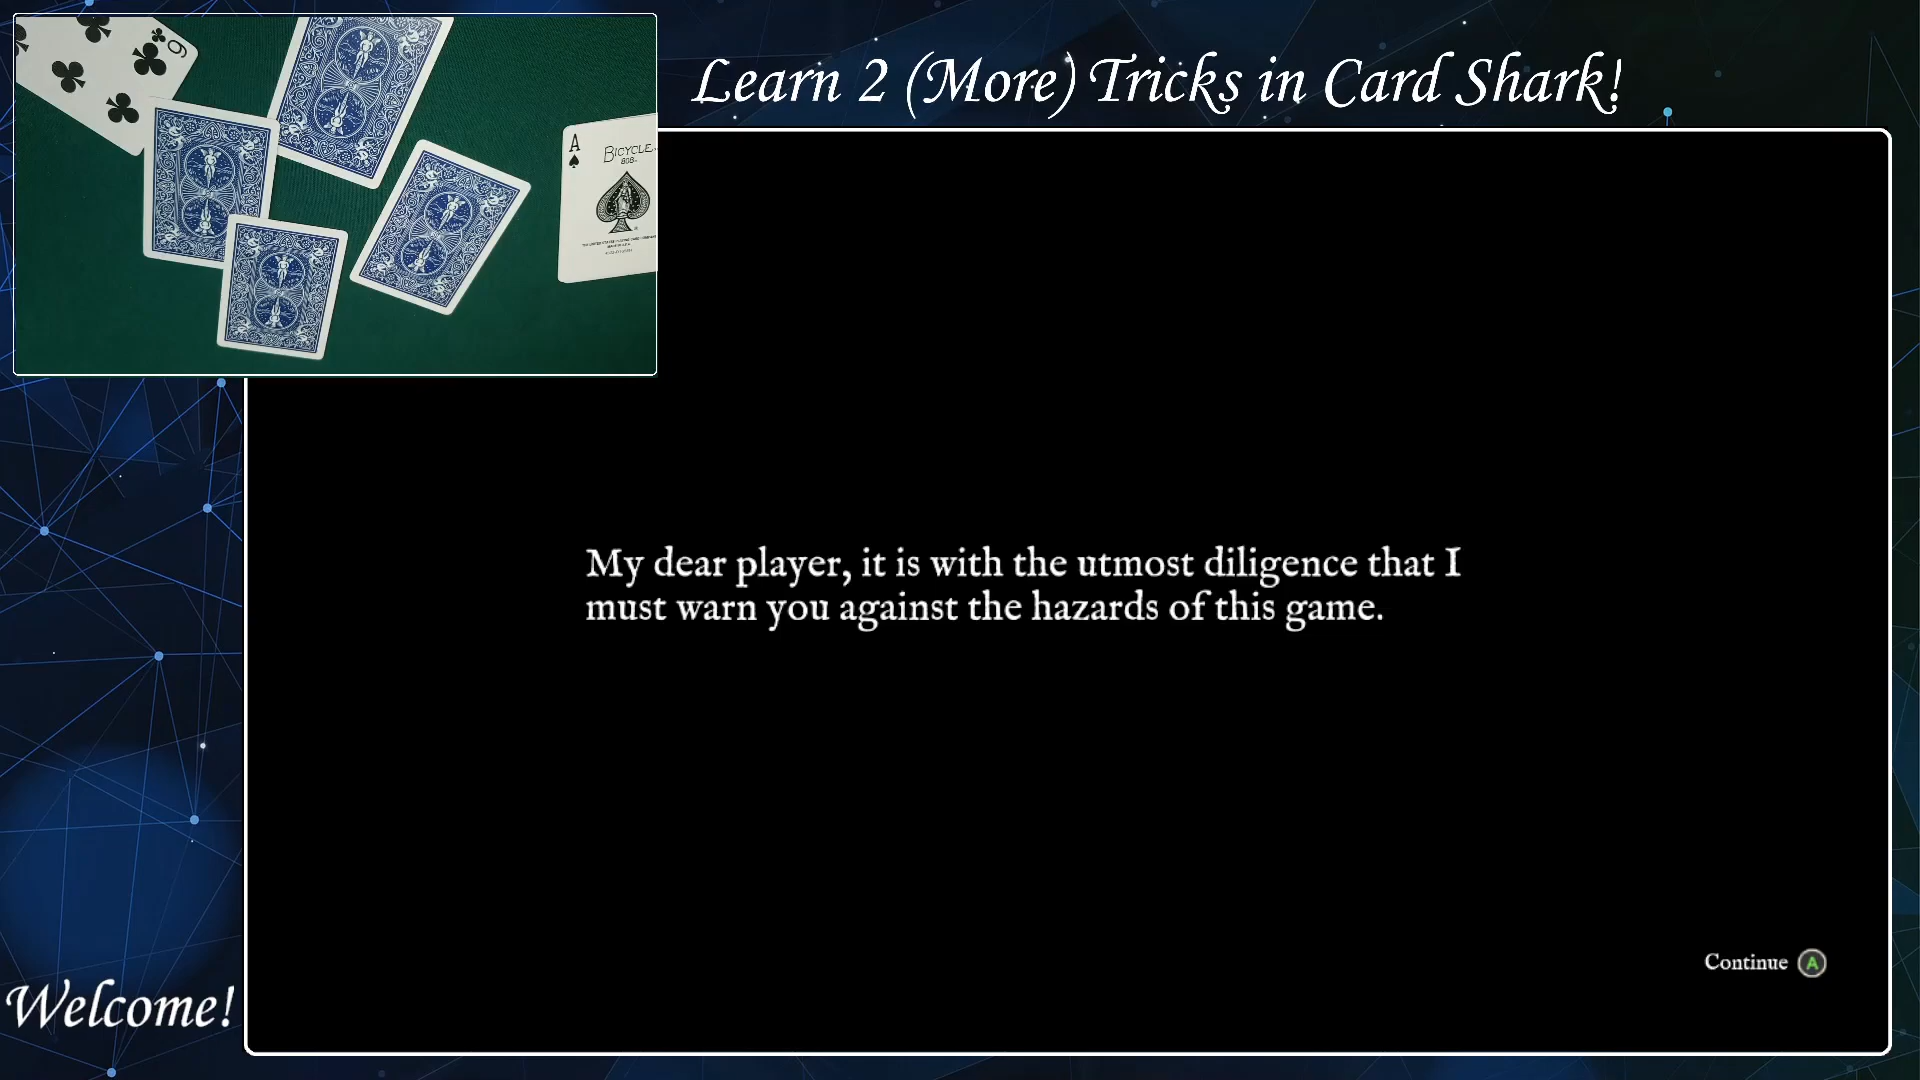 Learn 2 (More) Tricks in Card Shark!
9
A
BICYCLE
808
My dear player, it is with the utmost diligence that I
must warn you against the hazards of this game.
Continue A
Welcome!